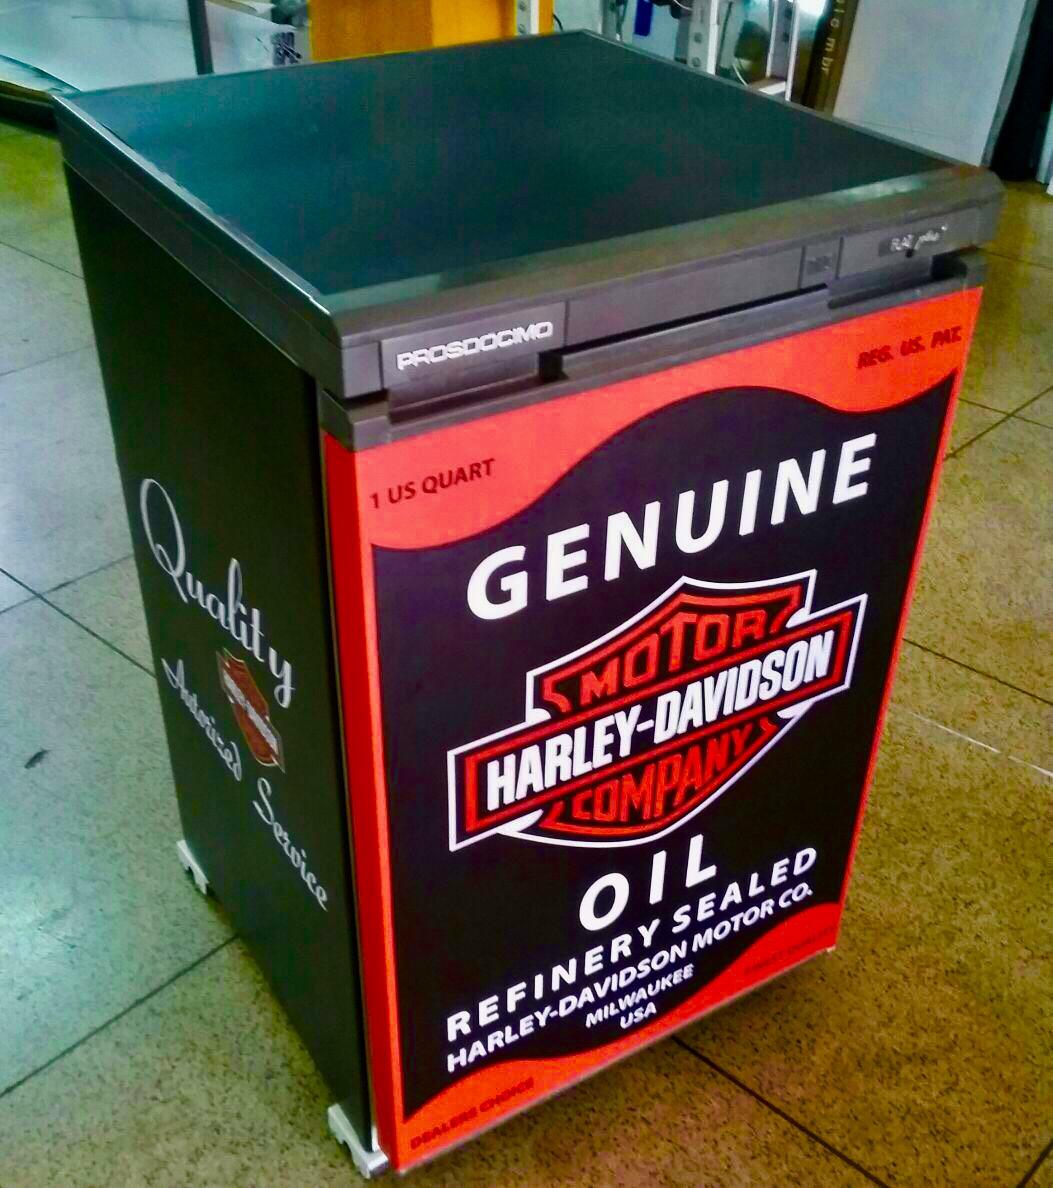 PROSDOCIMO
1 US QUART
REG. US. PAT.
GENUINE
MOTOR
HARLEY-DAVIDSON
COMPANY
OIL
REFINERY SEALED
HARLEY-DAVIDSON MOTOR CO.
MILWAUKEE
USA
DEALERS CHOICE
Quality
Autorized
Service